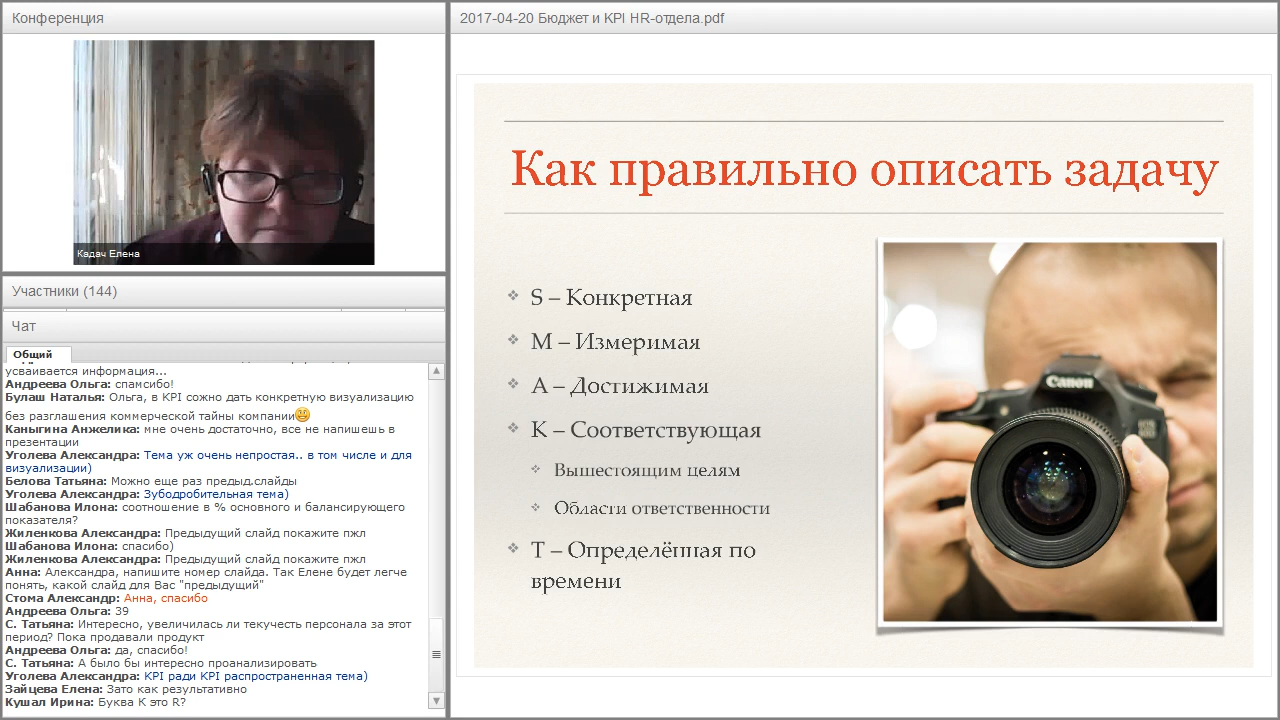 Конференция
Кадач Елена
Участники (144)
Чат
Общий
усваивается информация...
Андреева Ольга: спамсибо!
Булаш Наталья: Ольга, в KPI сожно дать конкретную визуализацию
без разглашения коммерческой тайны компании
Каныгина Анжелика: мне очень достаточно, все не напишешь в
презентации
Уголева Александра: Тема уж очень непростая.. в том числе и для
визуализации)
Белова Татьяна: Можно еще раз предыд.слайды
Уголева Александра: Зубодробительная тема)
Шабанова Илона: соотношение в % основного и балансирующего
показателя?
Жиленкова Александра: Предыдущий слайд покажите пжл
Шабанова Илона: спасибо)
Жиленкова Александра: Предыдущий слайд покажите пжл
Анна: Александра, напишите номер слайда. Так Елене будет легче
понять, какой слайд для Вас "предыдущий"
Стома Александр: Анна, спасибо
Андреева Ольга: 39
С. Татьяна: Интересно, увеличилась ли текучесть персонала за этот
период? Пока продавали продукт
Андреева Ольга: да, спасибо!
С. Татьяна: А было бы интересно проанализировать
Уголева Александра: KPI ради KPI распространенная тема)
Зайцева Елена: Зато как результативно
Кушал Ирина: Буква К это R?
2017-04-20 Бюджет и KPI HR-отдела.pdf
Как правильно описать задачу
S – Конкретная
M – Измеримая
A – Достижимая
K – Соответствующая
Вышестоящим целям
Области ответственности
T – Определённая по
времени
Canon